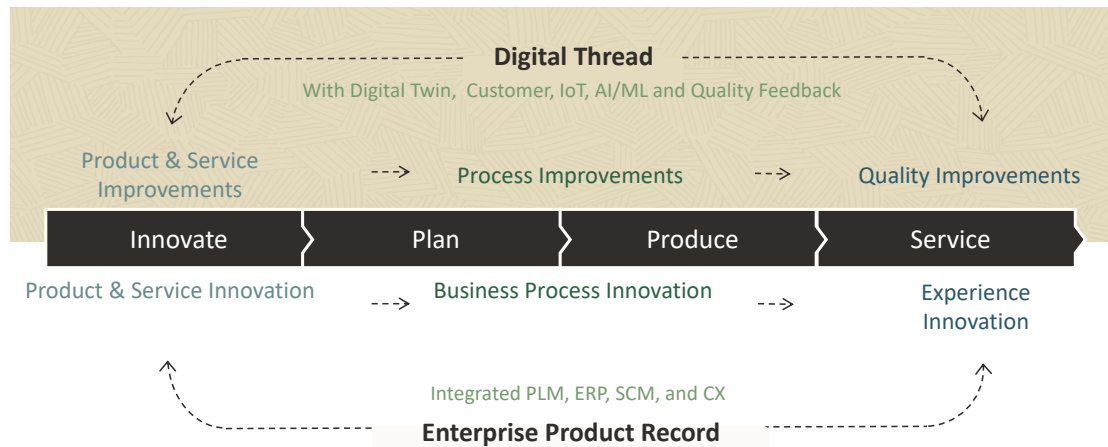 Digital Thread
With Digital Twin, Customer, IoT, AI/ML and Quality Feedback
Product & Service
Improvements
Process Improvements
Quality Improvements
Innovate
Plan
Produce
Service
Product & Service Innovation
Business Process Innovation
Experience
Innovation
Integrated PLM, ERP, SCM, and CX
Enterprise Product Record